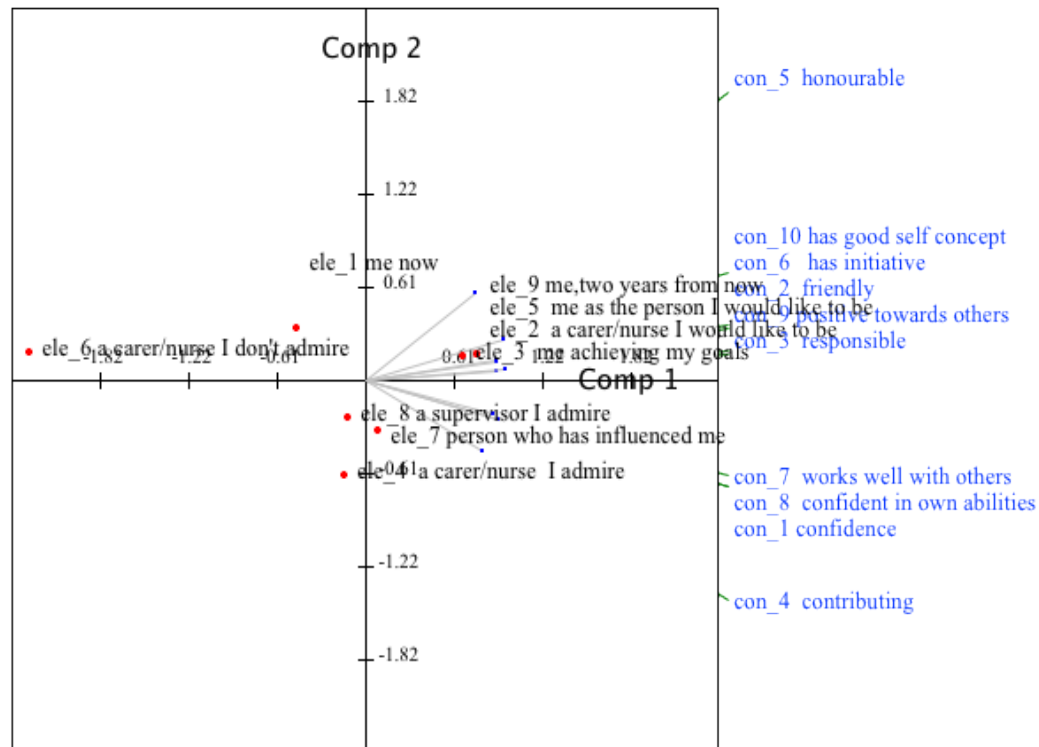 Comp 2
con_5 honourable
1.82
1.22
con_10 has good self concept
ele_1 me now
con_6 has initiative
0.61
ele_9 me,two years from now
con_2 friendly
ele_5 me as the person I would like to be
con_9 positive towards others
ele_2 a carer/nurse I would like to be
con_3 responsible
ele_6 a carer/nurse I don't admire
ele_3 me achieving my goals
-1.82 -1.22 -0.61 0.61 1.22 1.82
Comp 1
ele_8 a supervisor I admire
ele_7 person who has influenced me
ele_4 a carer/nurse I admire
-0.61
con_7 works well with others
con_8 confident in own abilities
con_1 confidence
-1.22
con_4 contributing
-1.82